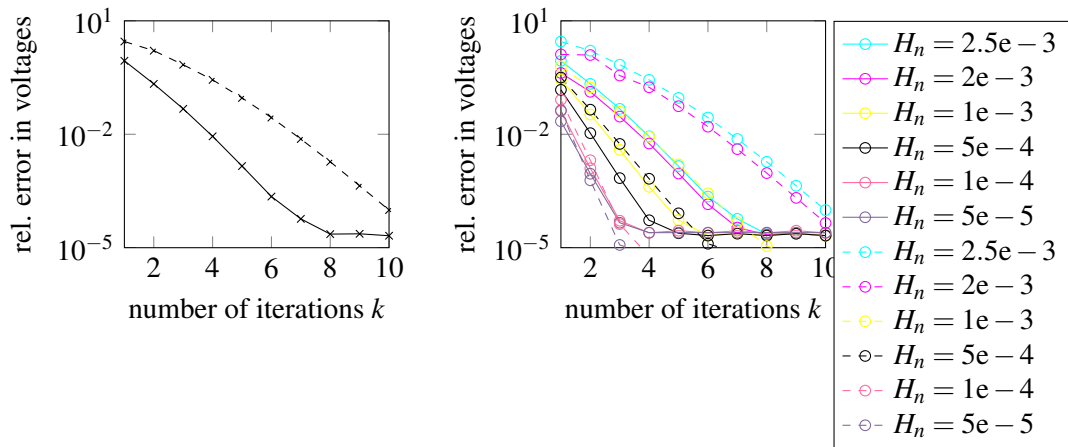 10^1
10^−2
10^−5
2 4 6 8 10
rel. error in voltages
number of iterations k
10^1
10^−2
10^−5
2 4 6 8 10
rel. error in voltages
number of iterations k
H_n = 2.5e − 3
H_n = 2e − 3
H_n = 1e − 3
H_n = 5e − 4
H_n = 1e − 4
H_n = 5e − 5
H_n = 2.5e − 3
H_n = 2e − 3
H_n = 1e − 3
H_n = 5e − 4
H_n = 1e − 4
H_n = 5e − 5